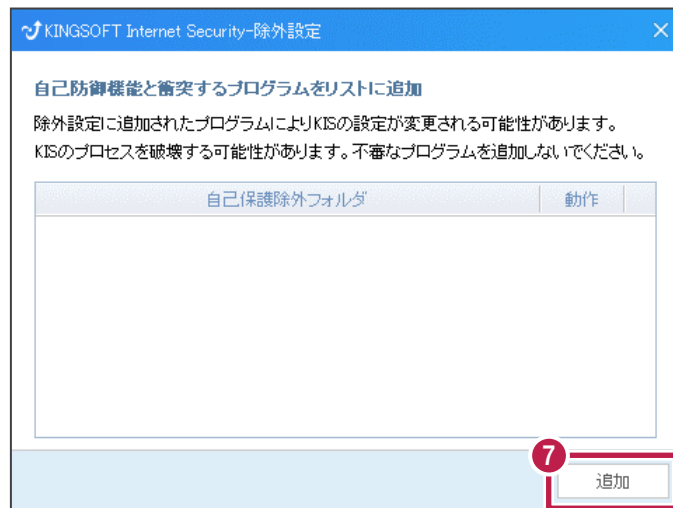 KINGSOFT Internet Security-除外設定
自己防御機能と衝突するプログラムをリストに追加
除外設定に追加されたプログラムによりKISの設定が変更される可能性があります。
KISのプロセスを破壊する可能性があります。不審なプログラムを追加しないでください。
自己保護除外フォルダ 動作
7
追加